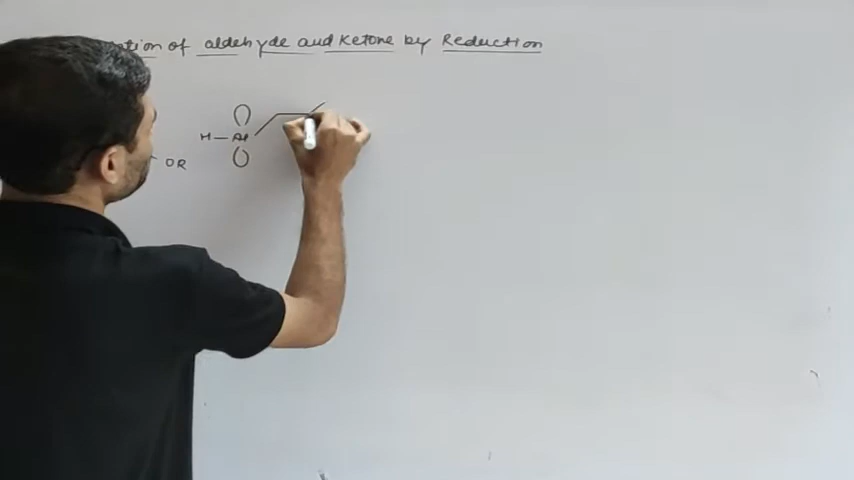 of aldehyde and Ketone by Reduction
H-Al
OR